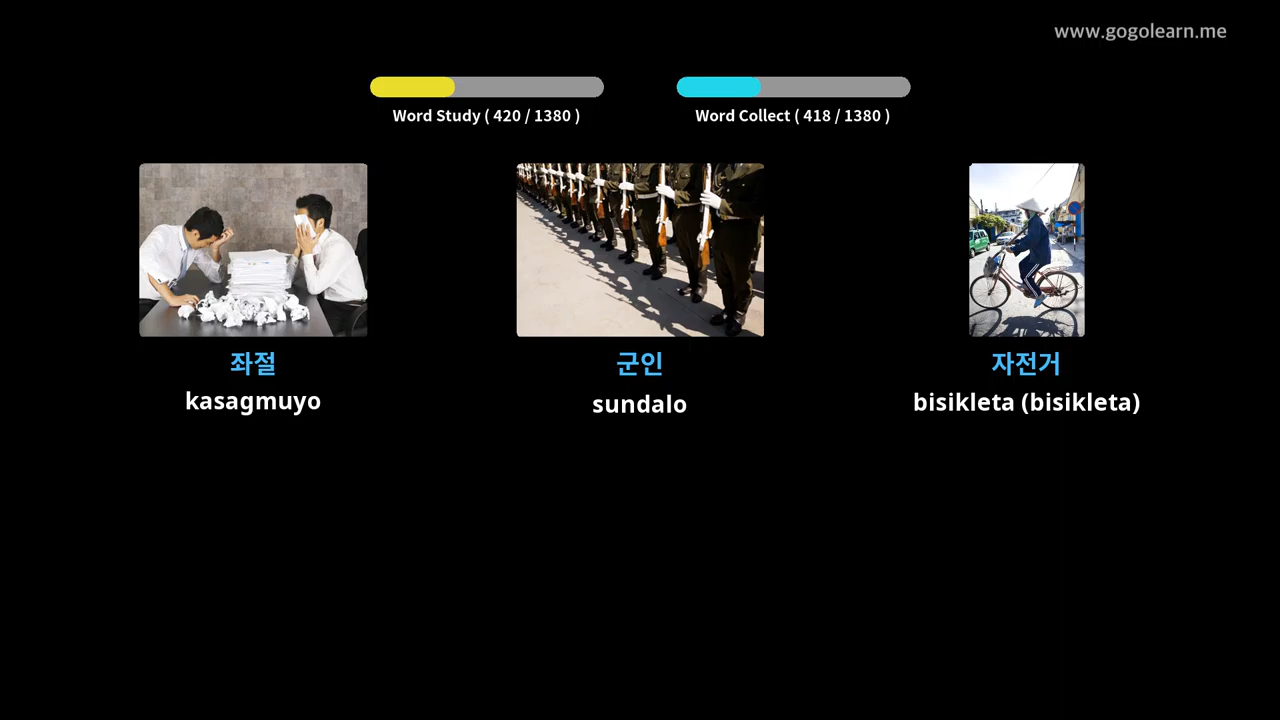 www.gogolearn.me
Word Study ( 420 / 1380 )
Word Collect ( 418 / 1380 )
좌절
kasagmuyo
군인
sundalo
자전거
bisikleta (bisikleta)